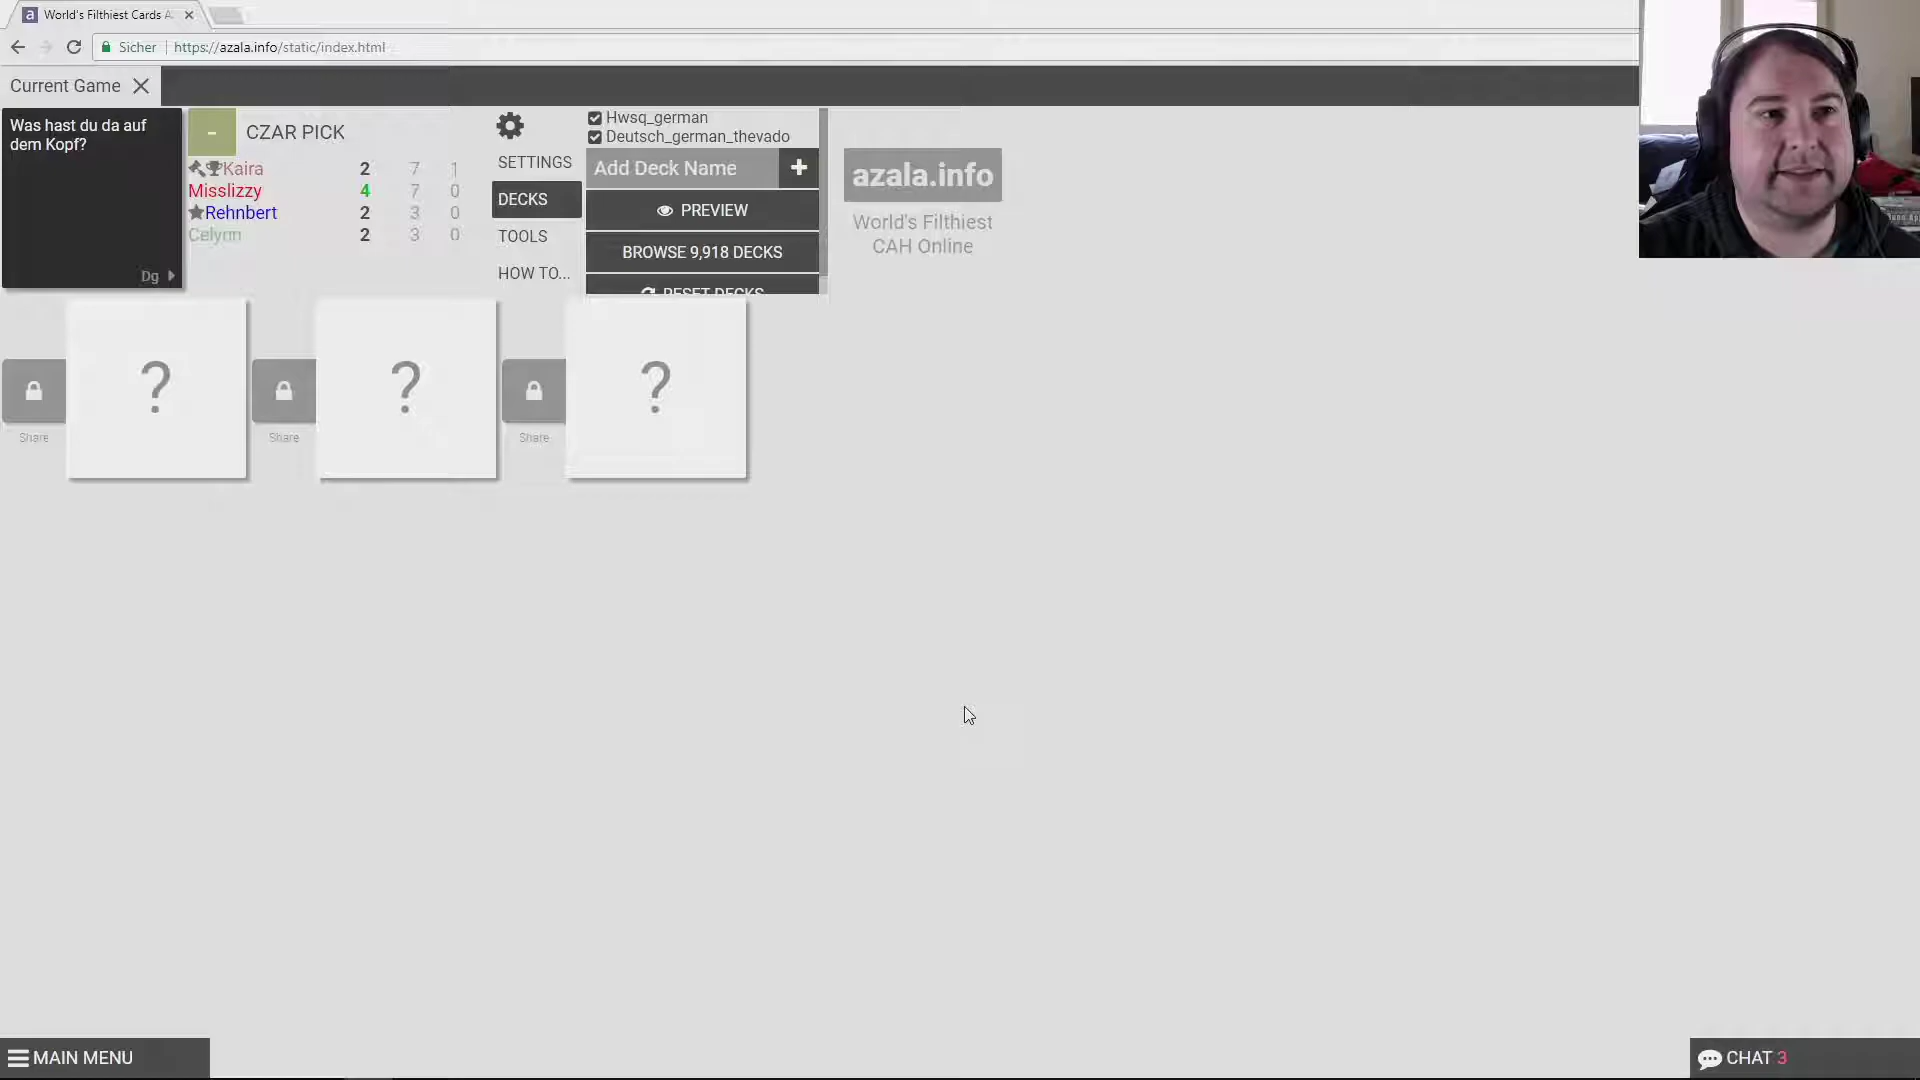 World's Filthiest Cards A
Sicher
https://azala.info/static/index.html
Current Game
Was hast du da auf
dem Kopf?
Dg
-
CZAR PICK
Kaira 2 7 1
Misslizzy 4 7 0
Rehnbert 2 3 0
Celynn 2 3 0
SETTINGS
DECKS
TOOLS
HOW TO...
Hwsq_german
Deutsch_german_thevado
Add Deck Name
PREVIEW
BROWSE 9,918 DECKS
RESET DECKS
azala.info
World's Filthiest
CAH Online
? ? ?
Share Share Share
MAIN MENU
CHAT 3